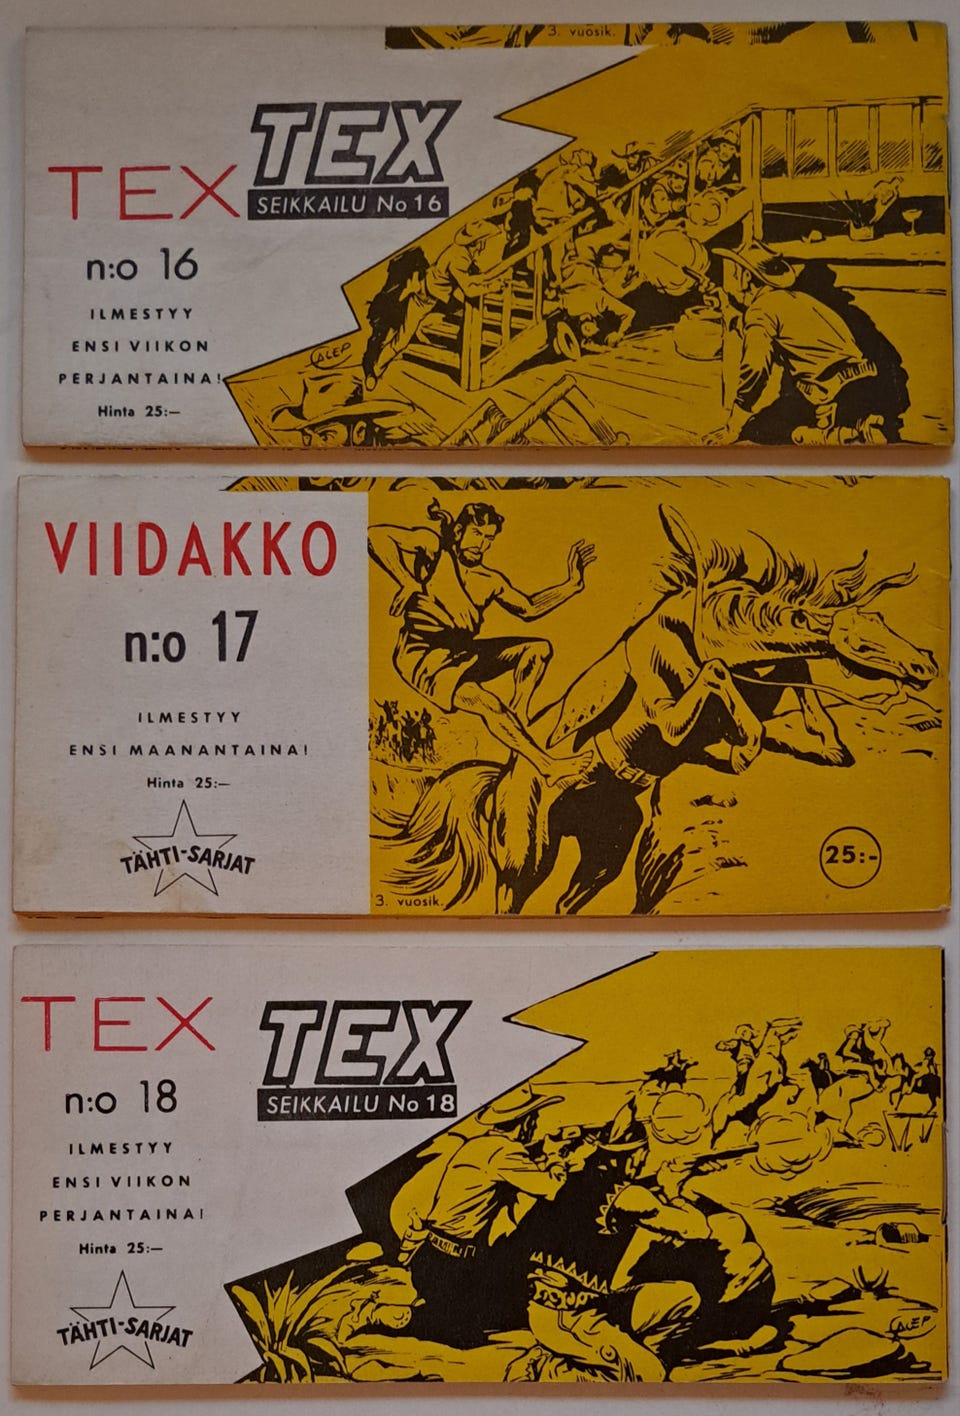 3. vuosik.
TEX
SEIKKAILU No 16
TEX
n:o 16
ILMESTYY
ENSI VIIKON
PERJANTAINA!
Hinta 25:—
GALEP
VIIDAKKO
n:o 17
ILMESTYY
ENSI MAANANTAINA!
Hinta 25:—
TÄHTI-SARJAT
3. vuosik.
25:-
TEX
TEX
SEIKKAILU No 18
n:o 18
ILMESTYY
ENSI VIIKON
PERJANTAINA!
Hinta 25:—
TÄHTI-SARJAT
GALEP